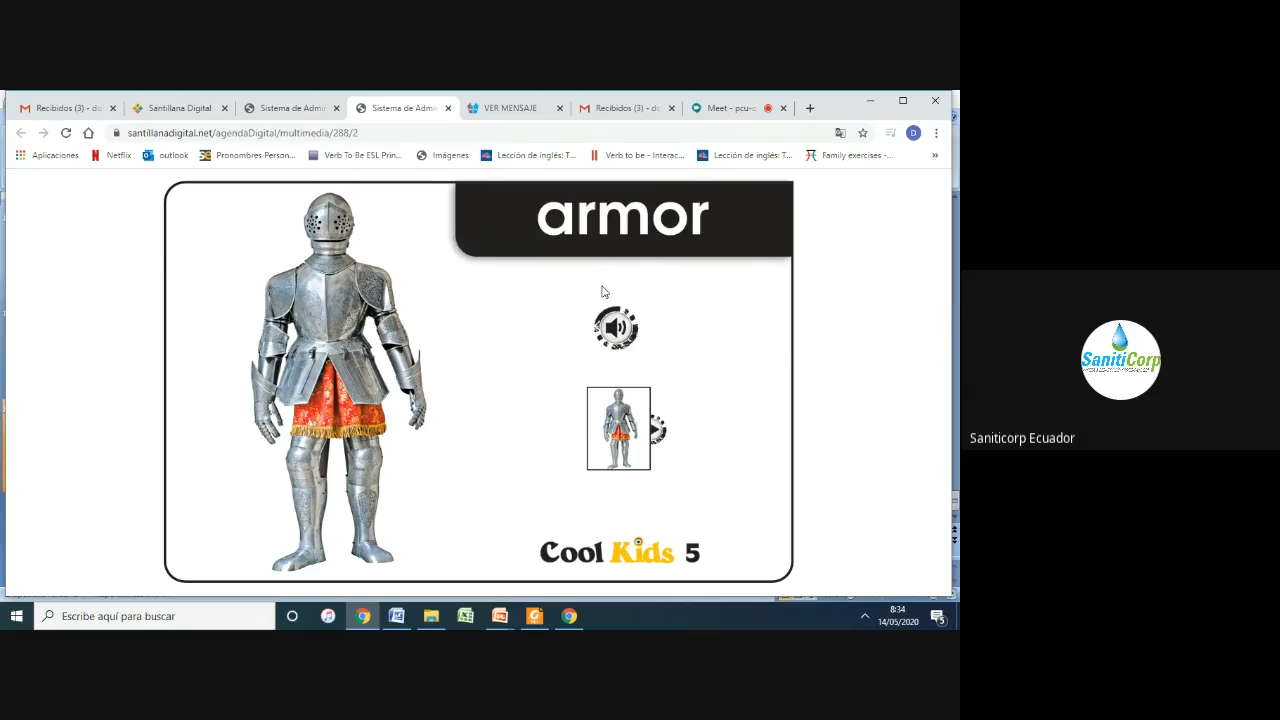 Recibidos (3) - do
Santillana Digital
Sistema de Admi
Sistema de Admi
VER MENSAJE
Recibidos (3) - do
Meet - pcu-c
santillanadigital.net/agendaDigital/multimedia/288/2
D
Aplicaciones
Netflix
outlook
Pronombres Person...
Verb To Be ESL Prin...
Imágenes
Lección de inglés: T...
Verb to be - Interac...
Lección de inglés: T...
Family exercises -...
»
armor
Cool Kids 5
SanitiCorp
Saniticorp Ecuador
Escribe aquí para buscar
8:34
14/05/2020
5